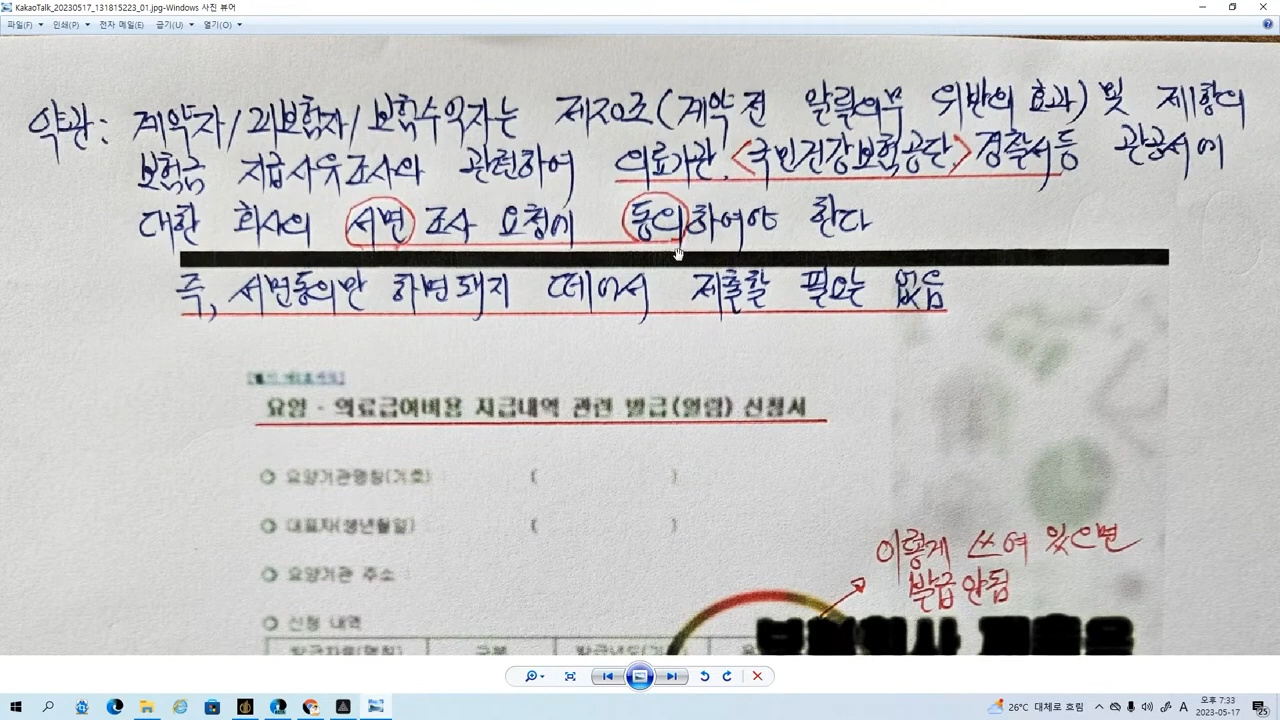 KakaoTalk_20230517_131815223_01.jpg-Windows 사진 뷰어
파일(F) 인쇄(P) 전자 메일(E) 굽기(U) 열기(O)
약관: 계약자/피보험자/보험수익자는 제20조(계약 전 알릴의무 위반의 효과) 및 제1항의
보험금 지급사유조사와 관련하여 의료기관, <국민건강보험공단> 경찰서등 관공서에
대한 회사의 서면 조사 요청에 동의하여야 한다
즉, 서면동의만 하면돼지 떼어서 제출할 필요는 없음
요양·의료급여비용 지급내역 관련 발급(열람) 신청서
요양기관명칭(기호) ( )
대표자(생년월일) ( )
요양기관 주소
신청 내역
이렇게 쓰여 있으면
발급안됨
구분
26°C 대체로 흐림
A
오후 7:33
2023-05-17
25